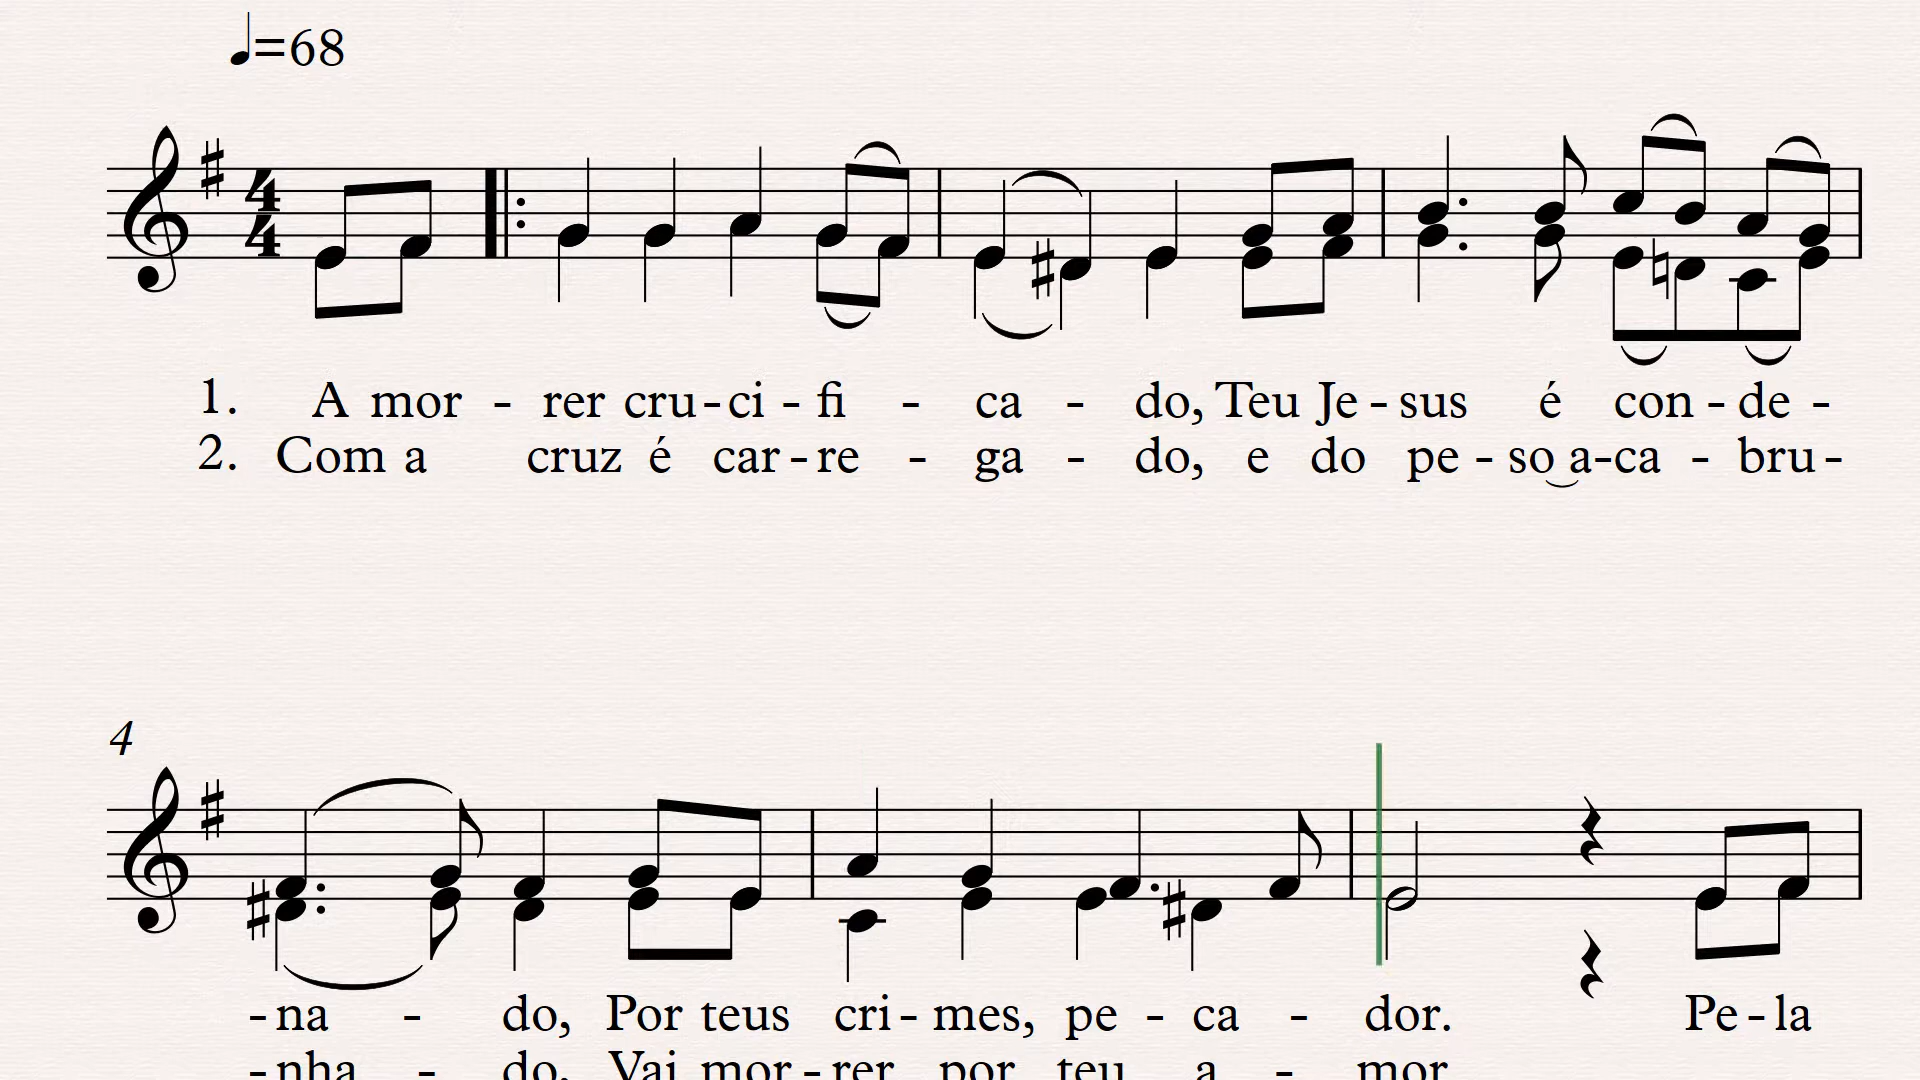 ♩=68
1. A mor - rer cru-ci - fi - ca - do, Teu Je - sus é con - de -
2. Com a cruz é car-re - ga - do, e do pe - so a-ca - bru-
4
-na - do, Por teus cri - mes, pe - ca - dor. Pe - la
-nha - do, Vai mor - rer por teu a - mor